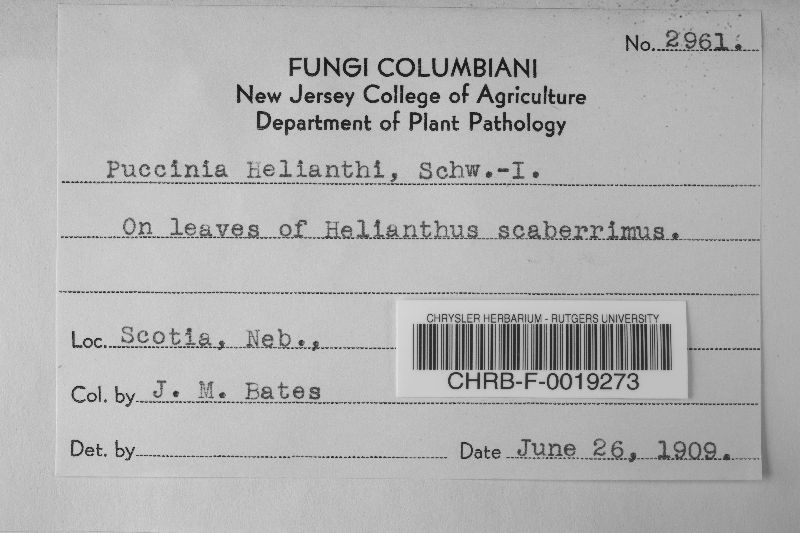 No. 2961.
FUNGI COLUMBIANI
New Jersey College of Agriculture
Department of Plant Pathology
Puccinia Helianthi, Schw.-I.
On leaves of Helianthus scaberrimus.
Loc. Scotia, Neb.,
CHRYSLER HERBARIUM - RUTGERS UNIVERSITY
CHRB-F-0019273
Col. by J. M. Bates
Det. by
Date June 26, 1909.